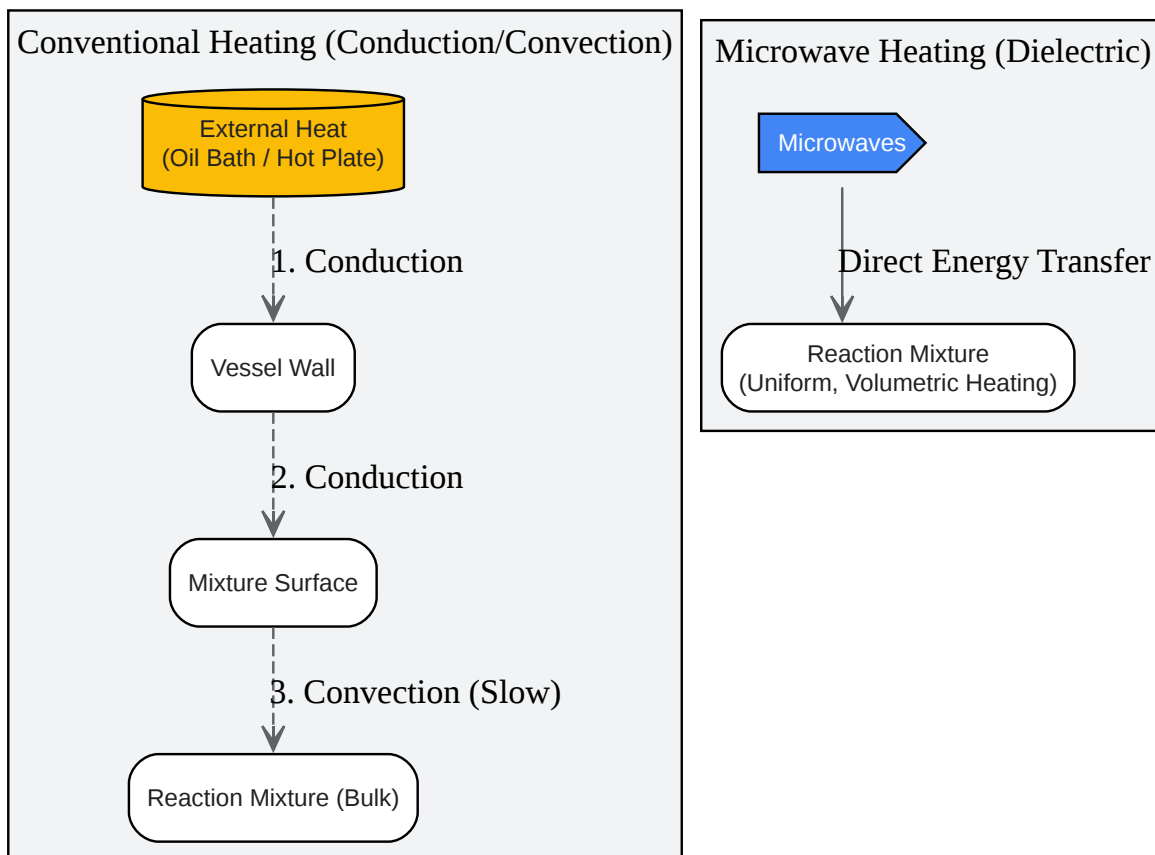 Conventional Heating (Conduction/Convection)
External Heat
(Oil Bath / Hot Plate)
1. Conduction
Vessel Wall
2. Conduction
Mixture Surface
3. Convection (Slow)
Reaction Mixture (Bulk)
Microwave Heating (Dielectric)
Microwaves
Direct Energy Transfer
Reaction Mixture
(Uniform, Volumetric Heating)